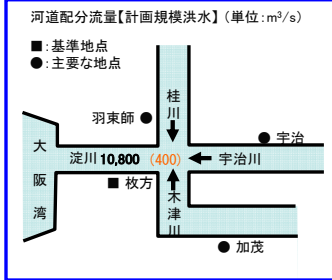 河道配分流量【計画規模洪水】(単位:m³/s)
■:基準地点
●:主要な地点
桂川
羽束師●
●宇治
大阪湾
淀川 10,800 (400)
宇治川
■枚方
木津川
●加茂